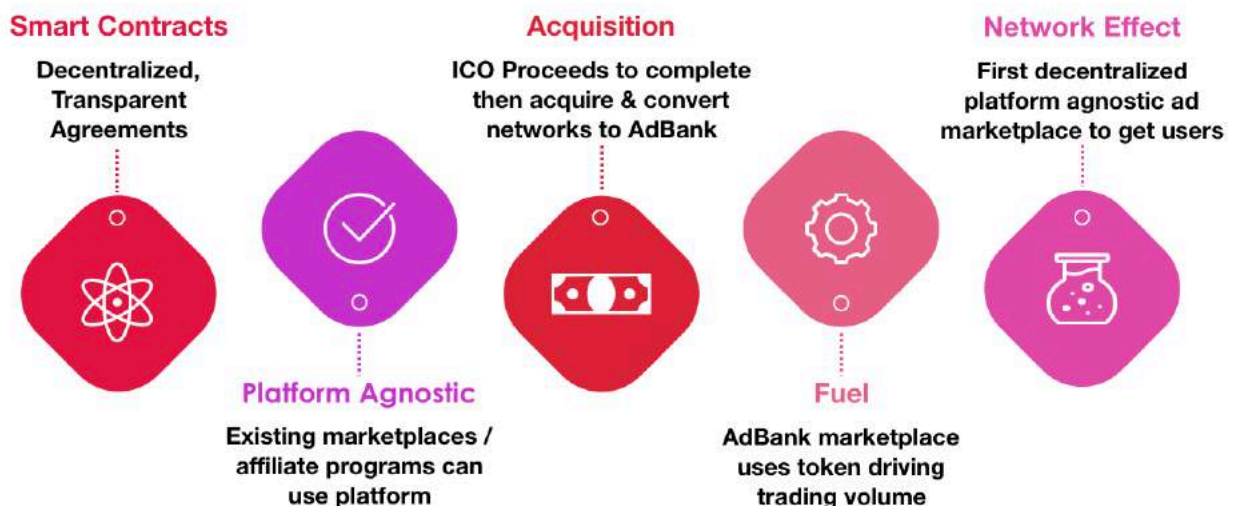 Smart Contracts
Decentralized,
Transparent
Agreements
Platform Agnostic
Existing marketplaces /
affiliate programs can
use platform
Acquisition
ICO Proceeds to complete
then acquire & convert
networks to AdBank
Fuel
AdBank marketplace
uses token driving
trading volume
Network Effect
First decentralized
platform agnostic ad
marketplace to get users